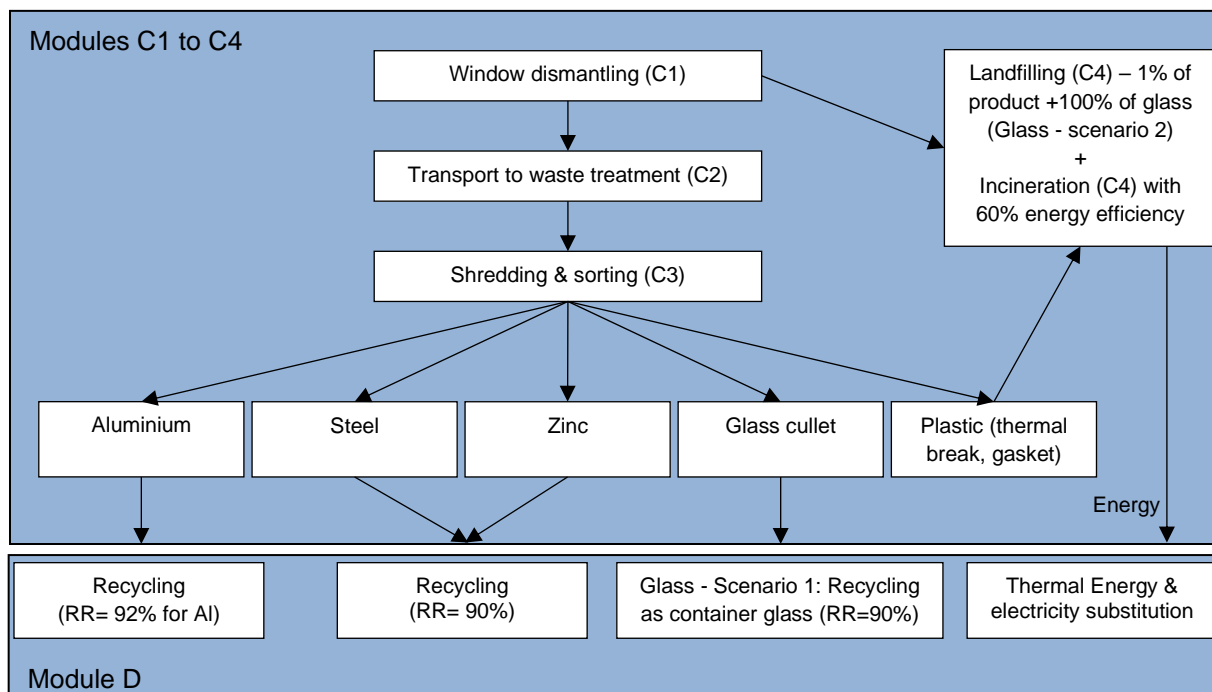 Modules C1 to C4
Window dismantling (C1)
Landfilling (C4) – 1% of
product +100% of glass
(Glass - scenario 2)
+
Incineration (C4) with
60% energy efficiency
Transport to waste treatment (C2)
Shredding & sorting (C3)
Aluminium
Steel
Zinc
Glass cullet
Plastic (thermal
break, gasket)
Energy
Recycling
(RR= 92% for Al)
Recycling
(RR= 90%)
Glass - Scenario 1: Recycling
as container glass (RR=90%)
Thermal Energy &
electricity substitution
Module D